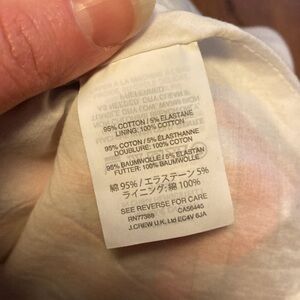 95% COTTON / 5% ELASTANE
LINING: 100% COTTON
95% COTON / 5% ÉLASTHANNE
DOUBLURE: 100% COTON
95% BAUMWOLLE / 5% ELASTAN
FUTTER: 100% BAUMWOLLE
綿 95% / エラステーン 5%
ライニング: 綿 100%
SEE REVERSE FOR CARE
RN77388 CA56445
J.CREW U.K. Ltd EC4V 6JA